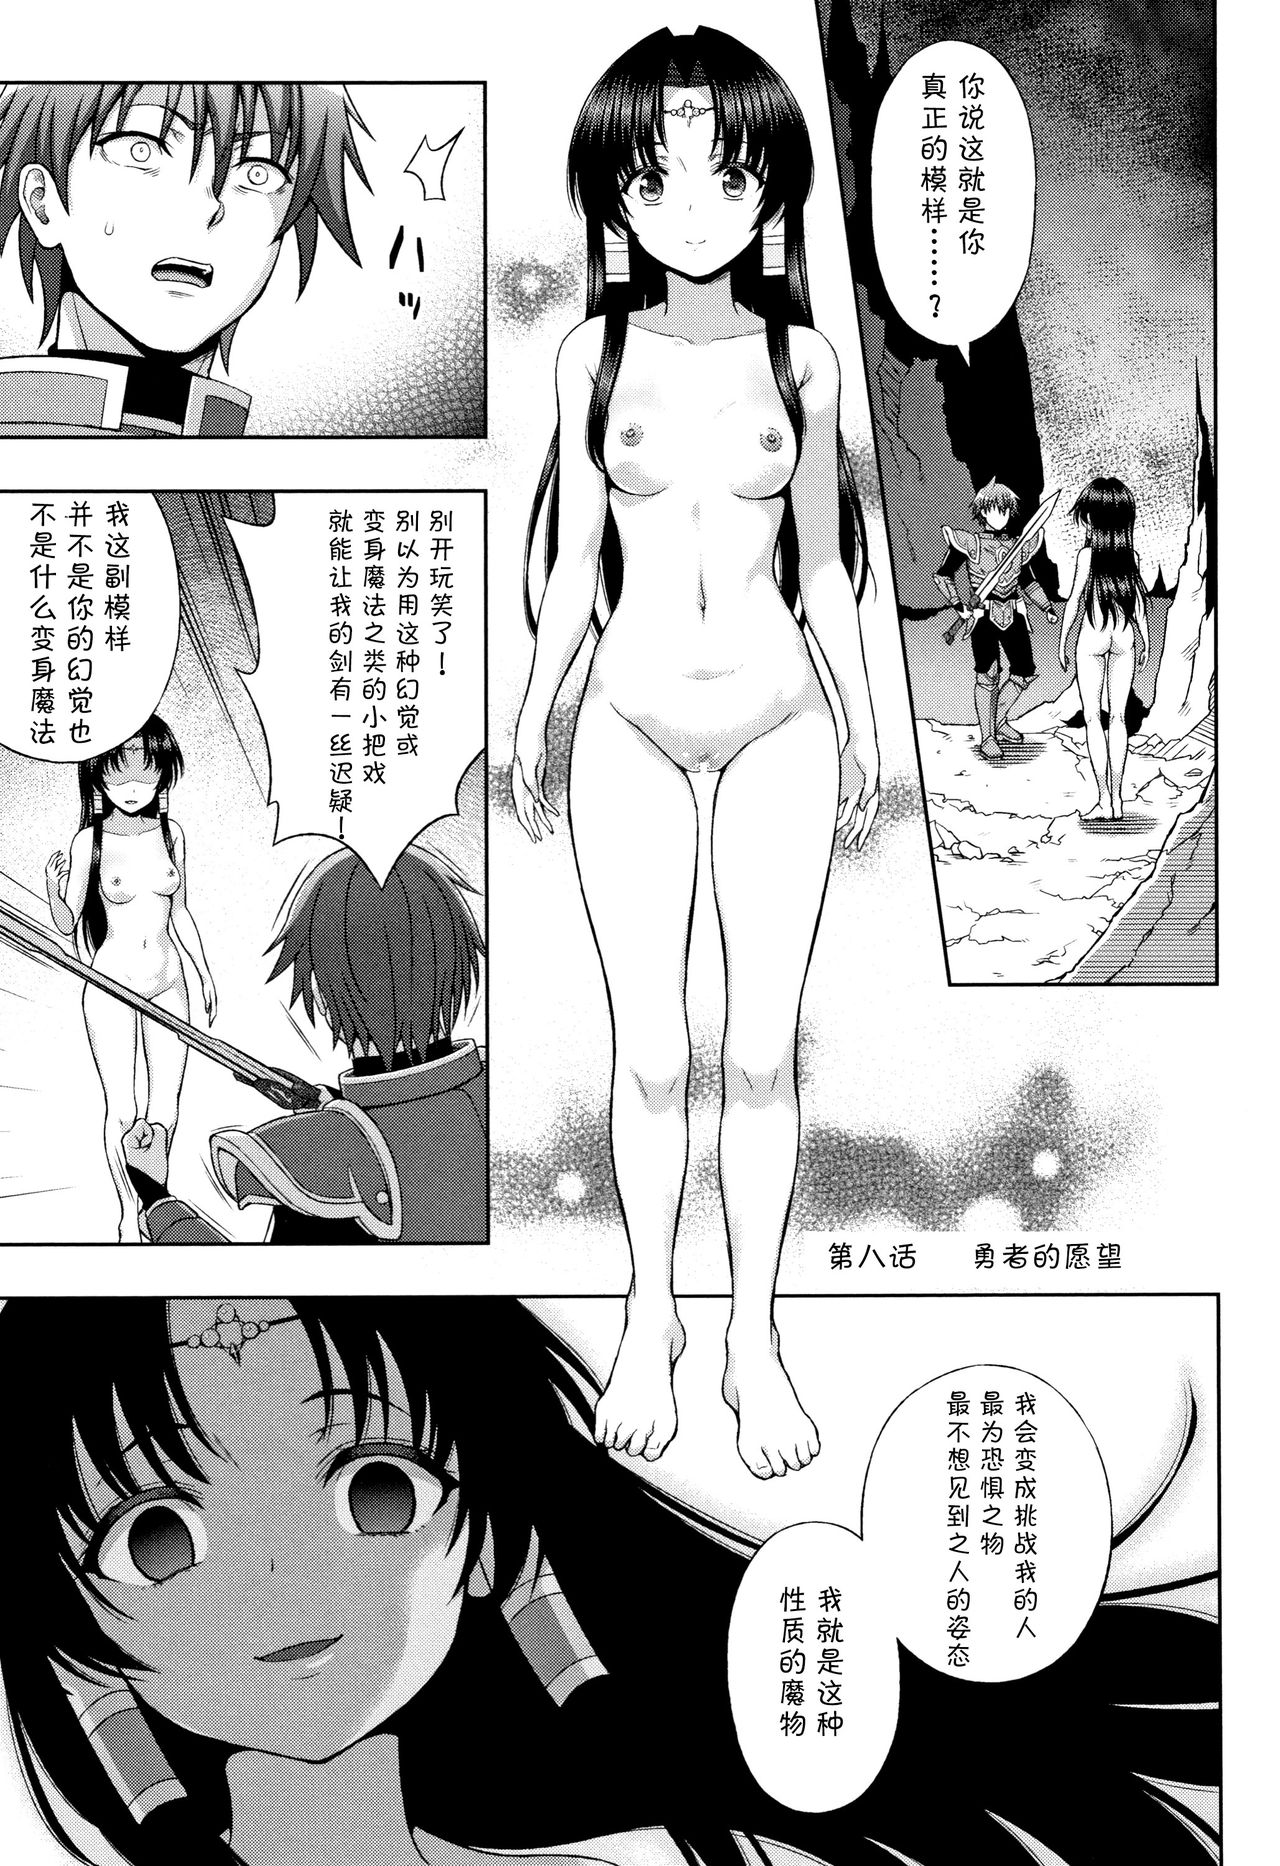 你说这就是你
真正的模样……？
ハッ
别开玩笑了！
别以为用这种幻觉或
变身魔法之类的小把戏
就能让我的剑有一丝迟疑！
我这副模样
并不是你的幻觉也
不是什么变身魔法
第八话　勇者的愿望
我会变成挑战我的人
最为恐惧之物
最不想见到之人的姿态
我就是这种
性质的魔物